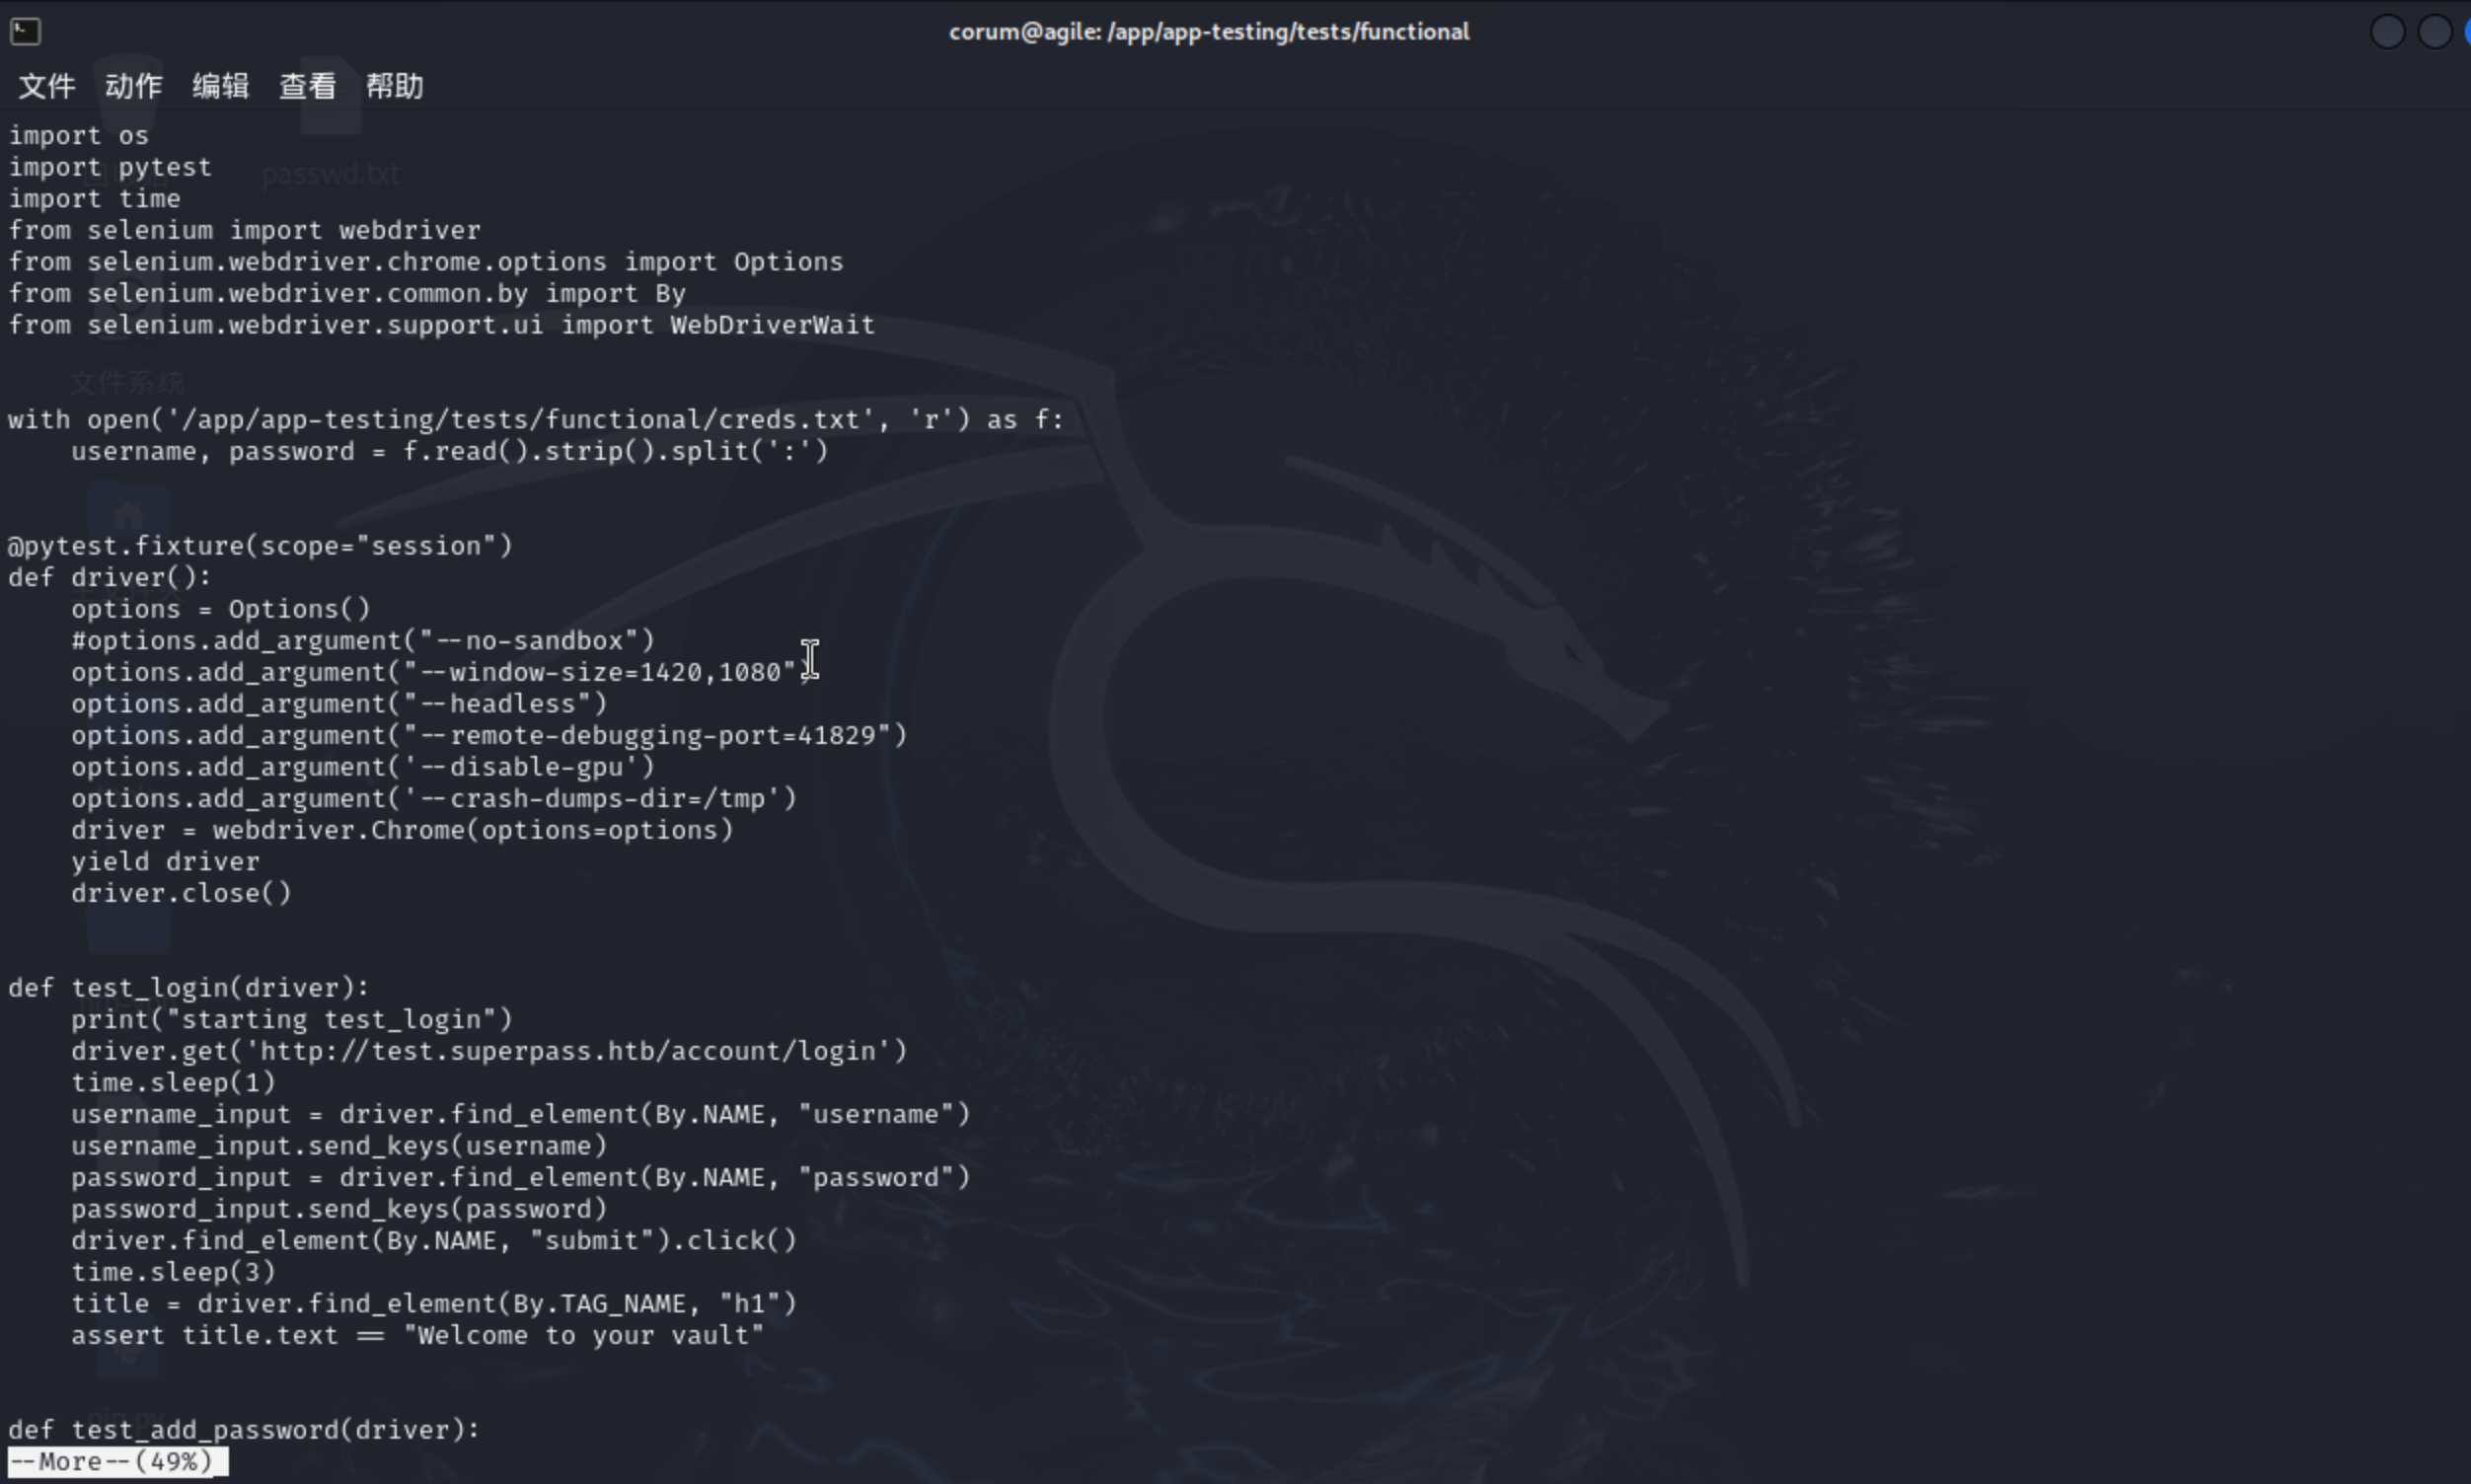 corum@agile: /app/app-testing/tests/functional
文件 动作 编辑 查看 帮助
import os
import pytest
import time
from selenium import webdriver
from selenium.webdriver.chrome.options import Options
from selenium.webdriver.common.by import By
from selenium.webdriver.support.ui import WebDriverWait
passwd.txt
文件系统
with open('/app/app-testing/tests/functional/creds.txt', 'r') as f:
    username, password = f.read().strip().split(':')
@pytest.fixture(scope="session")
def driver():
    options = Options()
    #options.add_argument("--no-sandbox")
    options.add_argument("--window-size=1420,1080")
    options.add_argument("--headless")
    options.add_argument("--remote-debugging-port=41829")
    options.add_argument('--disable-gpu')
    options.add_argument('--crash-dumps-dir=/tmp')
    driver = webdriver.Chrome(options=options)
    yield driver
    driver.close()
def test_login(driver):
    print("starting test_login")
    driver.get('http://test.superpass.htb/account/login')
    time.sleep(1)
    username_input = driver.find_element(By.NAME, "username")
    username_input.send_keys(username)
    password_input = driver.find_element(By.NAME, "password")
    password_input.send_keys(password)
    driver.find_element(By.NAME, "submit").click()
    time.sleep(3)
    title = driver.find_element(By.TAG_NAME, "h1")
    assert title.text == "Welcome to your vault"
def test_add_password(driver):
--More--(49%)